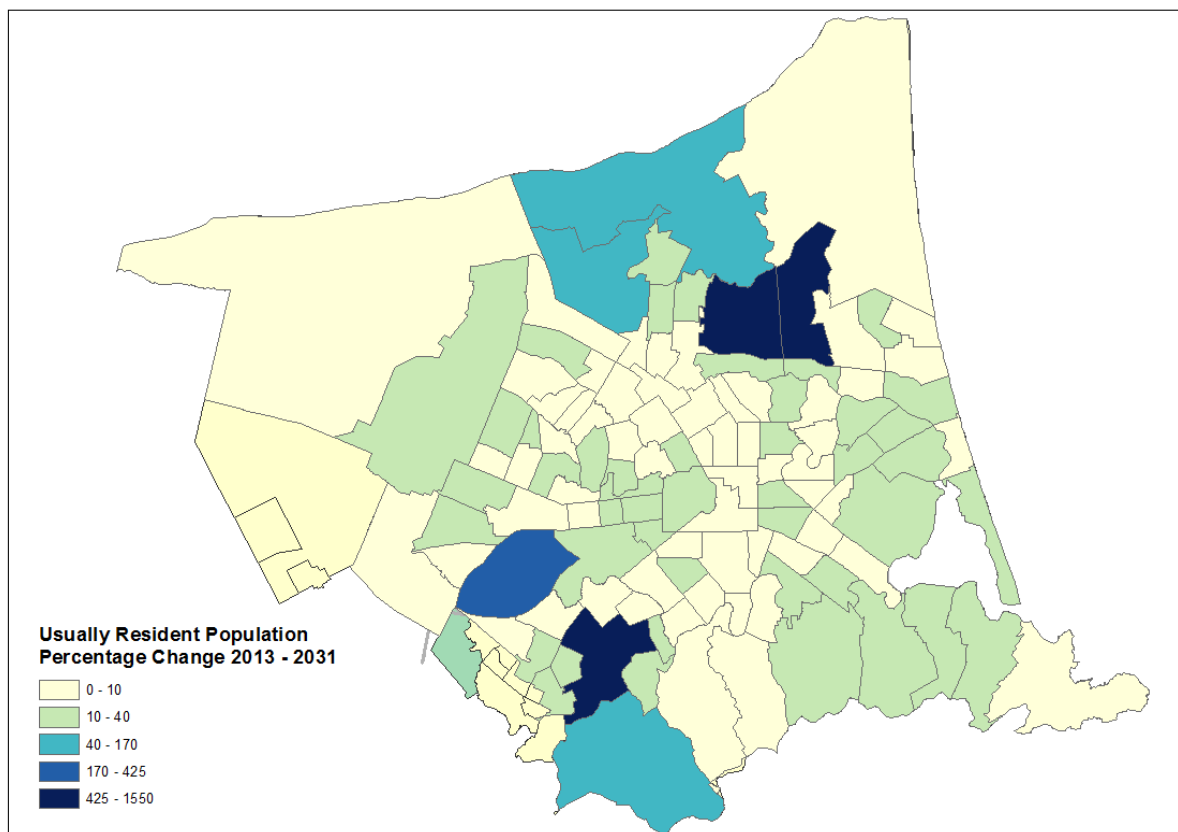 Usually Resident Population
Percentage Change 2013 - 2031
0 - 10
10 - 40
40 - 170
170 - 425
425 - 1550